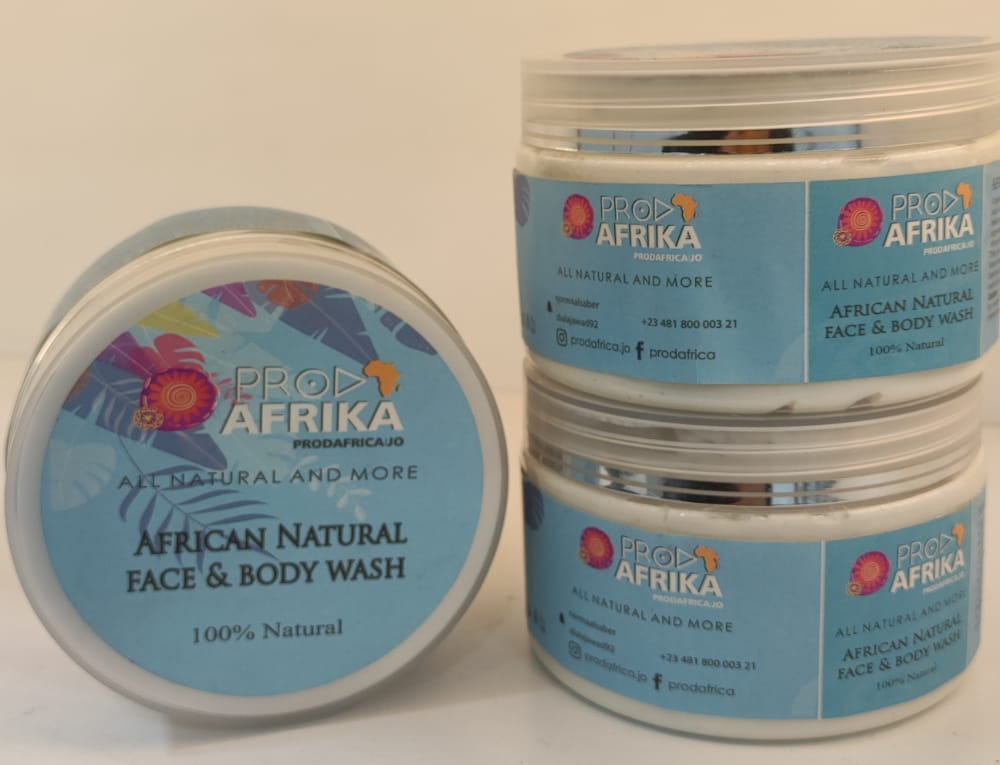 PROD
AFRIKA
PRODAFRICA.JO
ALL NATURAL AND MORE
AFRICAN NATURAL
FACE & BODY WASH
100% Natural
PROD
AFRIKA
PRODAFRICA.JO
ALL NATURAL AND MORE
+23 481 800 003 21
prodafrica.jo prodafrica
PROD
AFRIKA
PRODAFRICA.JO
ALL NATURAL AND MORE
AFRICAN NATURAL
FACE & BODY WASH
100% Natural
PROD
AFRIKA
PRODAFRICA.JO
ALL NATURAL AND MORE
+23 481 800 003 21
prodafrica.jo prodafrica
PROD
AFRIKA
PRODAFRICA.JO
ALL NATURAL AND MORE
AFRICAN NATURAL
FACE & BODY WASH
100% Natural